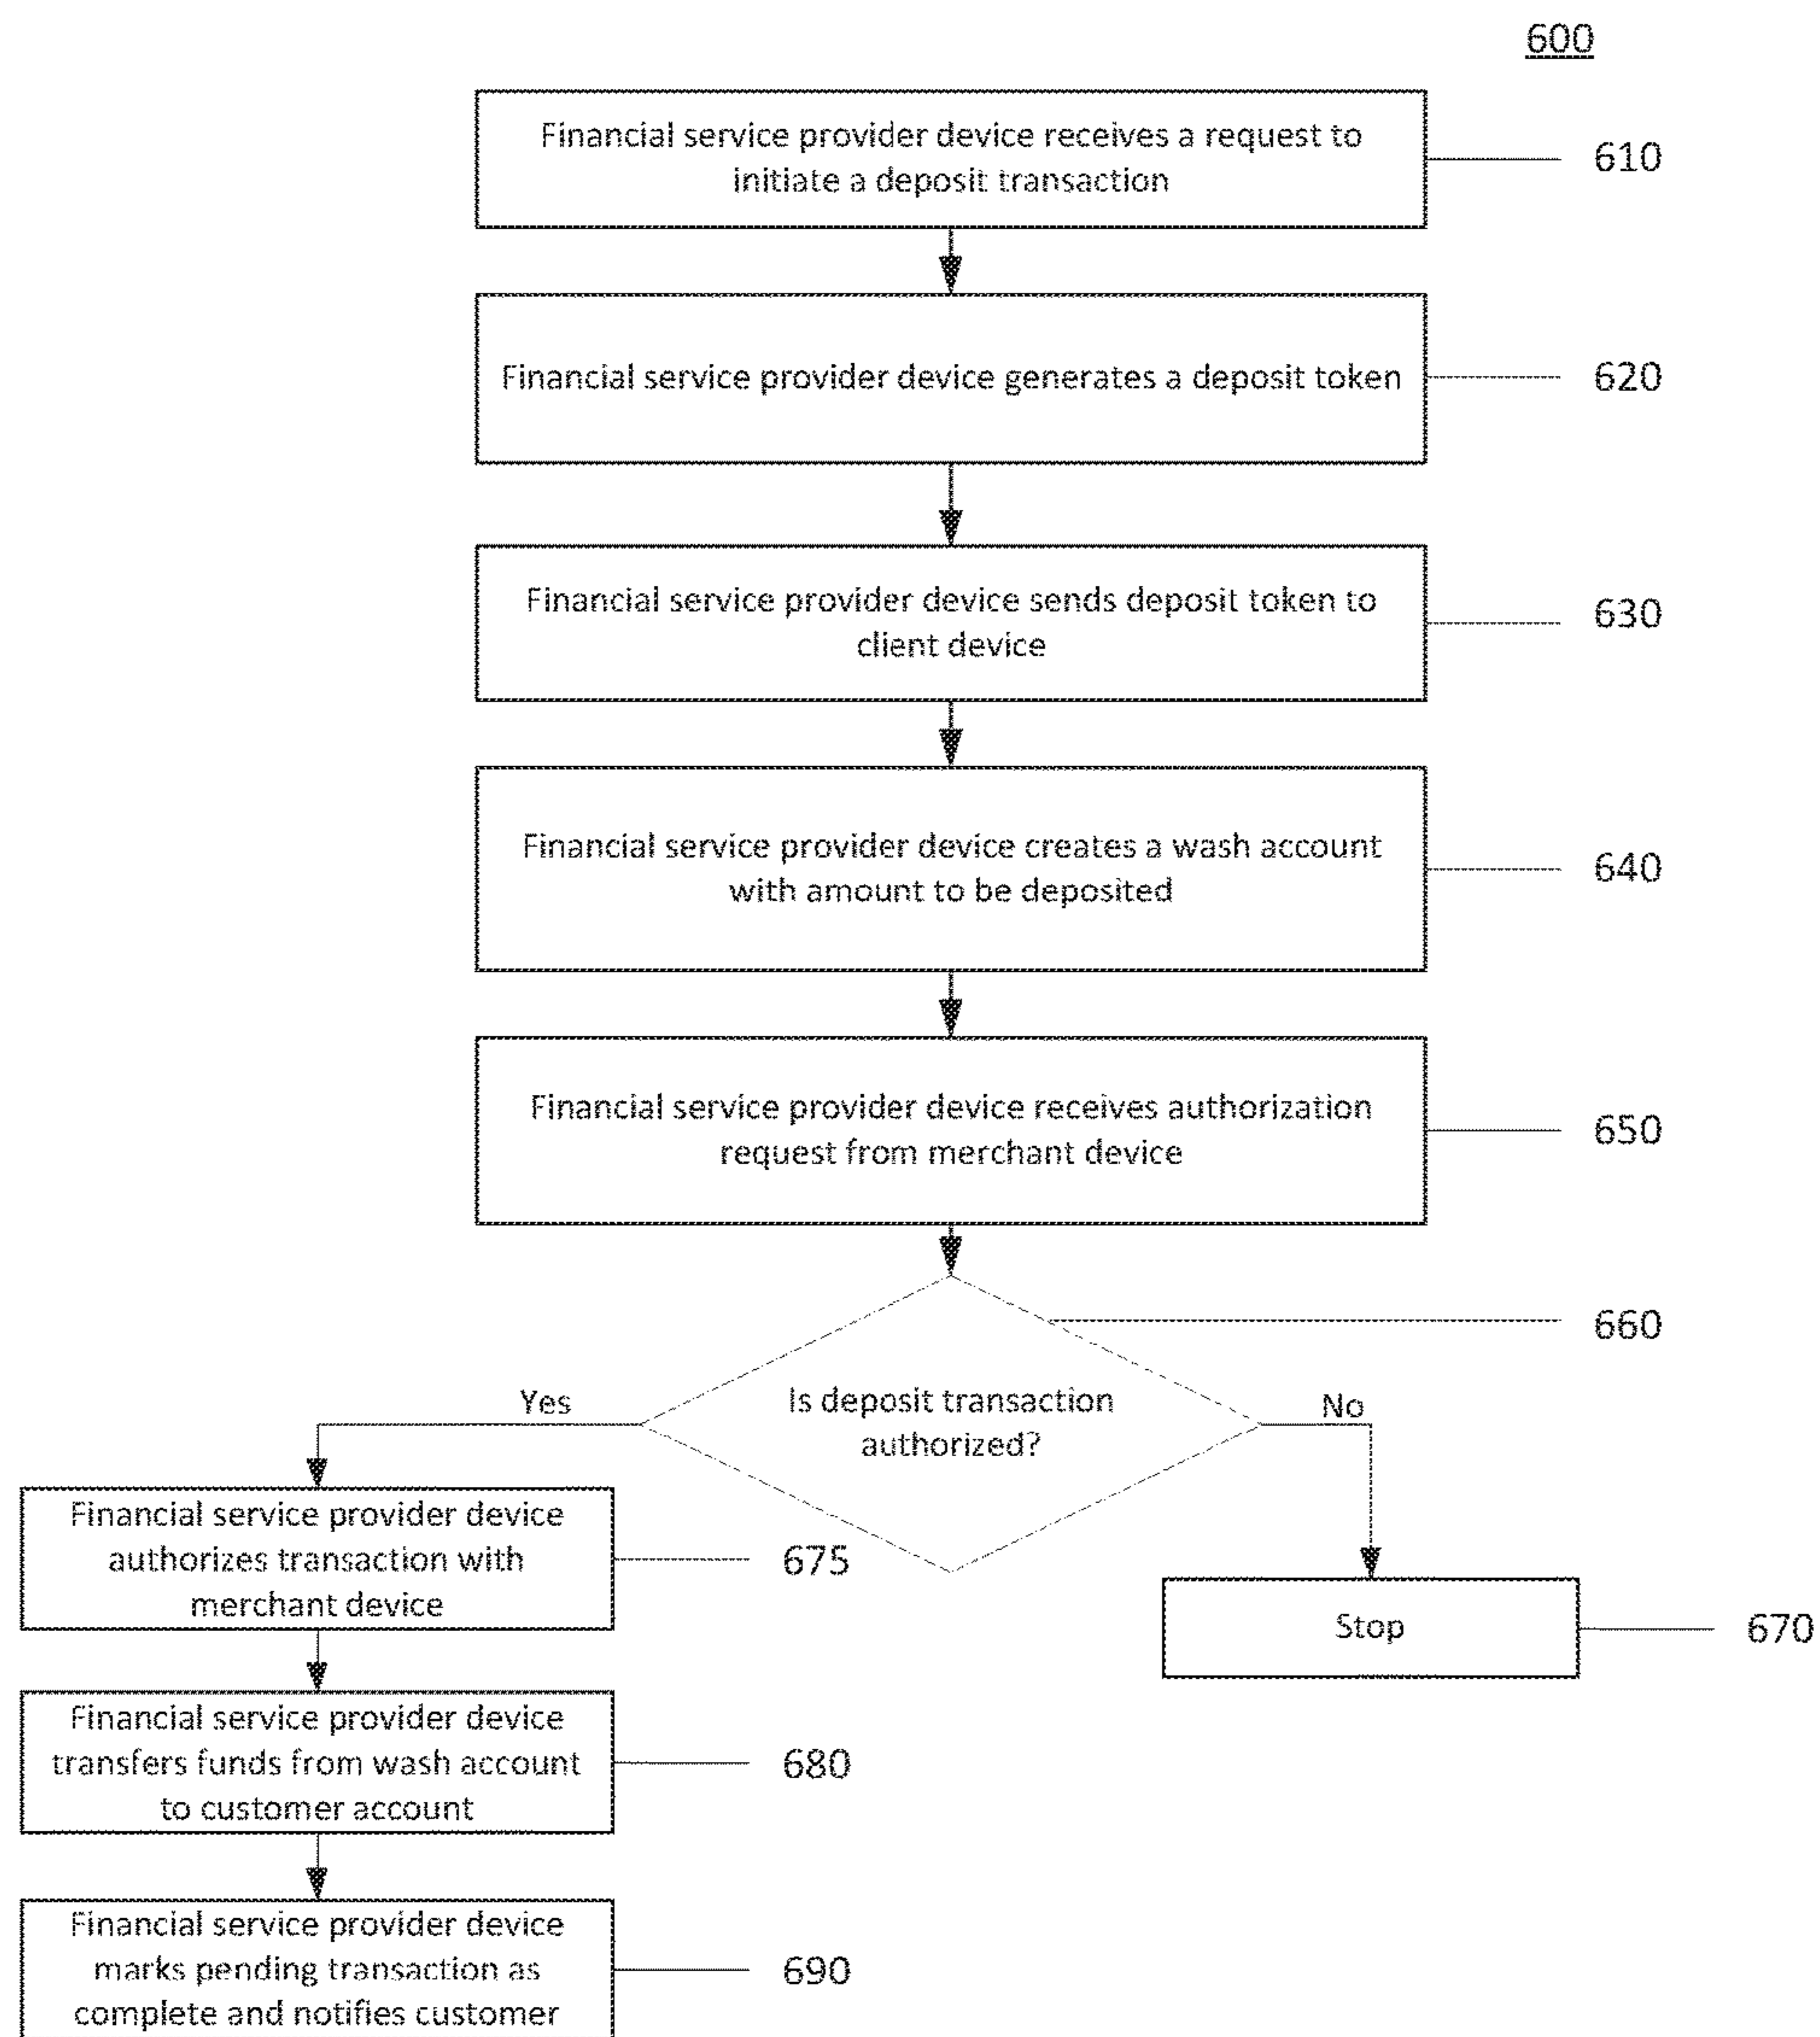 600
Financial service provider device receives a request to
initiate a deposit transaction
610
Financial service provider device generates a deposit token
620
Financial service provider device sends deposit token to
client device
630
Financial service provider device creates a wash account
with amount to be deposited
640
Financial service provider device receives authorization
request from merchant device
650
660
Is deposit transaction
authorized?
Yes
No
Financial service provider device
authorizes transaction with
merchant device
675
Stop
670
Financial service provider device
transfers funds from wash account
to customer account
680
Financial service provider device
marks pending transaction as
complete and notifies customer
690